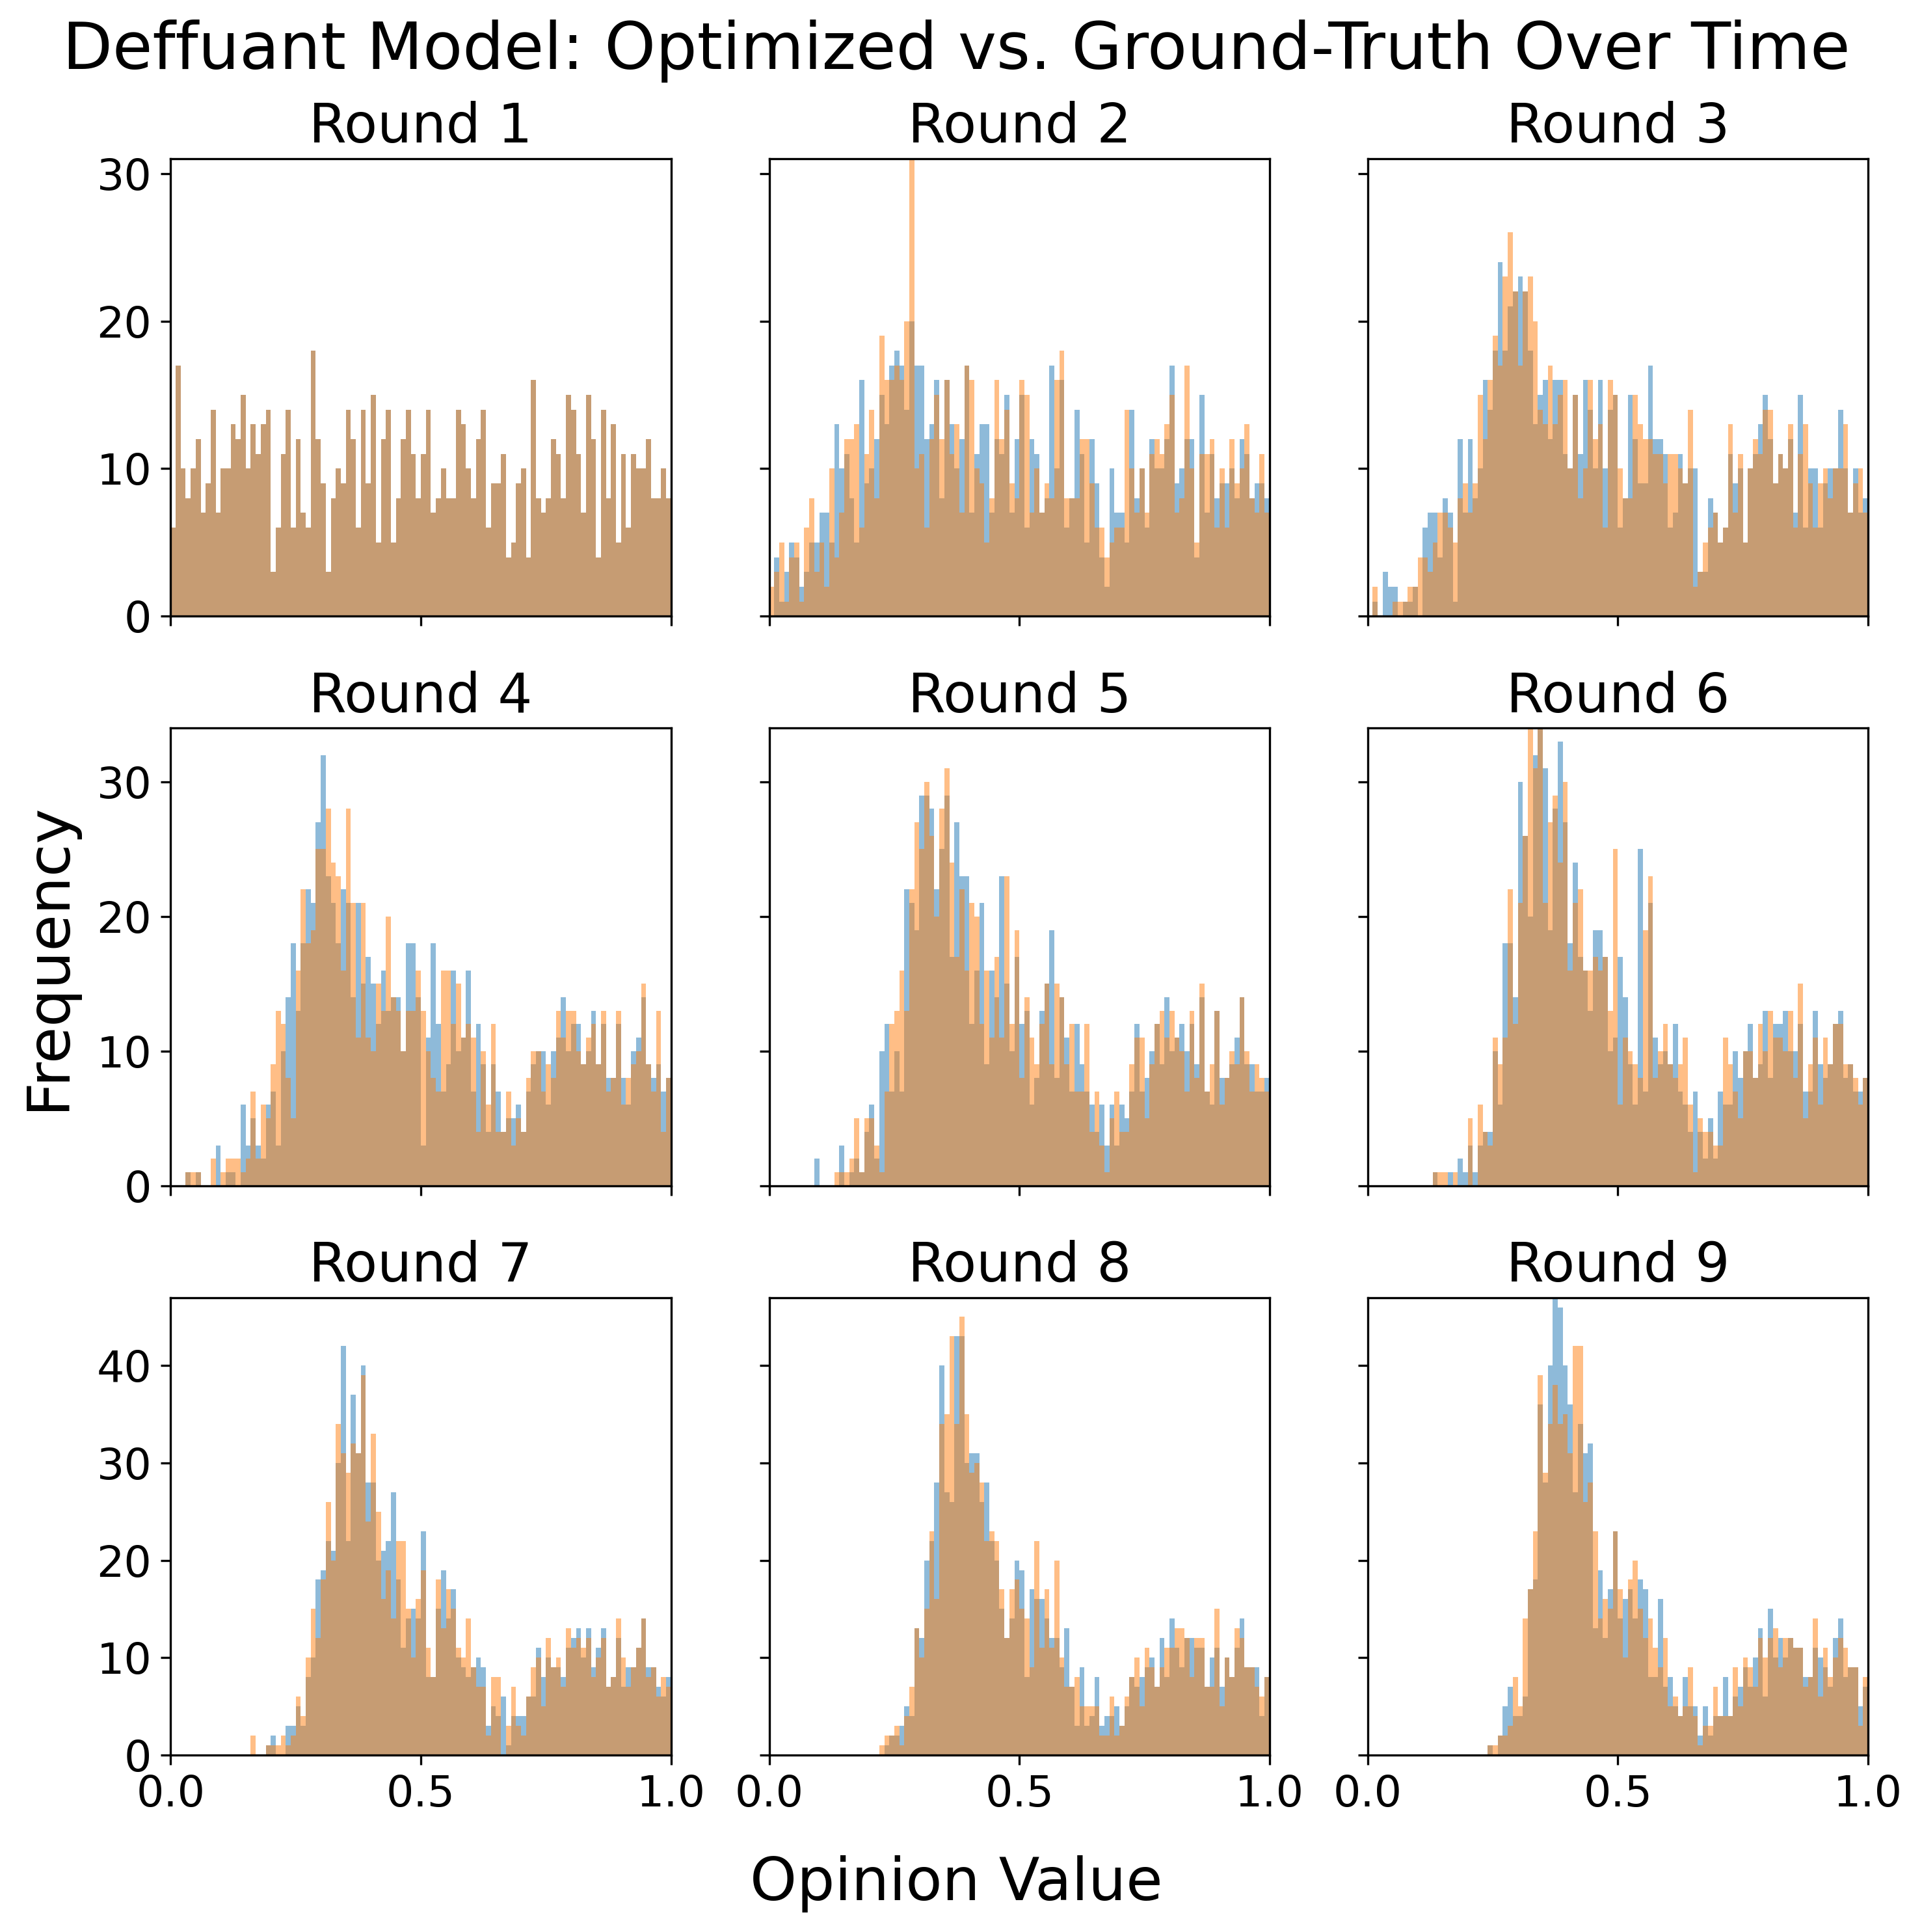 Deffuant Model: Optimized vs. Ground-Truth Over Time
Round 1
Round 2
Round 3
30
20
10
0
Round 4
Round 5
Round 6
30
20
10
0
Frequency
Round 7
Round 8
Round 9
40
30
20
10
0
0.0 0.5 1.0 0.0 0.5 1.0 0.0 0.5 1.0
Opinion Value